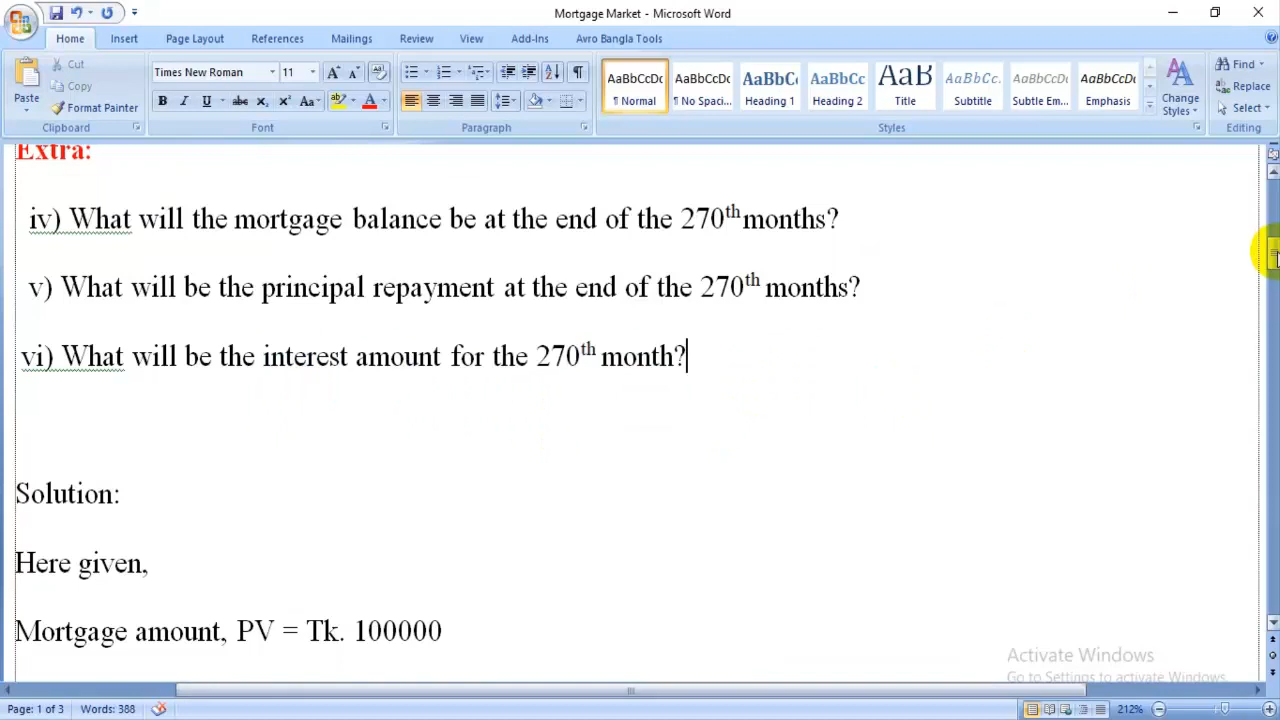 Mortgage Market - Microsoft Word
Home Insert Page Layout References Mailings Review View Add-Ins Avro Bangla Tools
Paste Cut Copy Format Painter Clipboard
Times New Roman 11 Font
Paragraph
AaBbCcDc ¶ Normal
AaBbCcDc ¶ No Spaci...
AaBbCc Heading 1
AaBbCc Heading 2
AaB Title
AaBbCc. Subtitle
AaBbCcDc Subtle Em...
AaBbCcDc Emphasis
Change Styles Styles
Find Replace Select Editing
Extra:
iv) What will the mortgage balance be at the end of the 270th months?
v) What will be the principal repayment at the end of the 270th months?
vi) What will be the interest amount for the 270th month?
Solution:
Here given,
Mortgage amount, PV = Tk. 100000
Activate Windows
Go to Settings to activate Windows.
Page: 1 of 3 Words: 388 212%